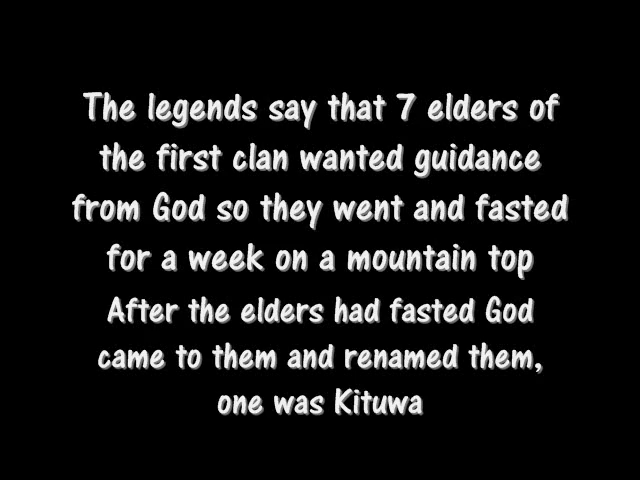 The legends say that 7 elders of
the first clan wanted guidance
from God so they went and fasted
for a week on a mountain top
After the elders had fasted God
came to them and renamed them,
one was Kituwa